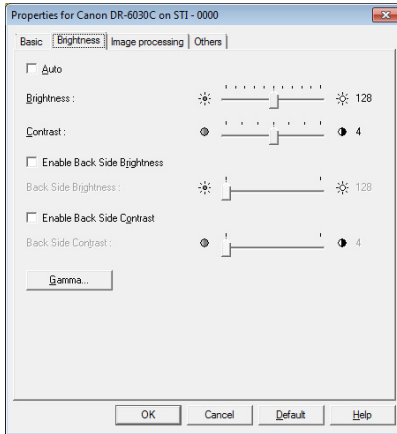 Properties for Canon DR-6030C on STI - 0000
Basic Brightness Image processing Others
Auto
Brightness : 128
Contrast : 4
Enable Back Side Brightness
Back Side Brightness : 128
Enable Back Side Contrast
Back Side Contrast : 4
Gamma...
OK Cancel Default Help